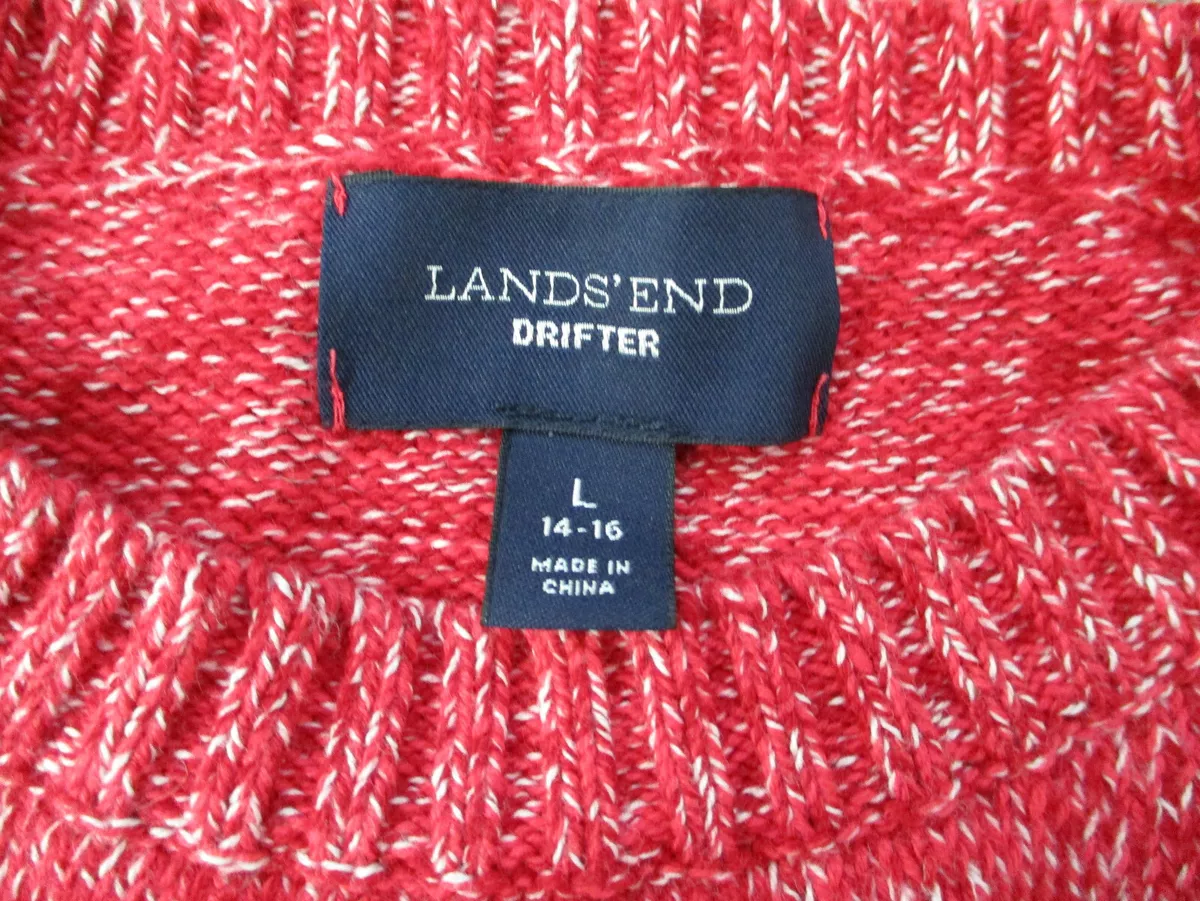 LANDS' END
DRIFTER
L
14-16
MADE IN
CHINA